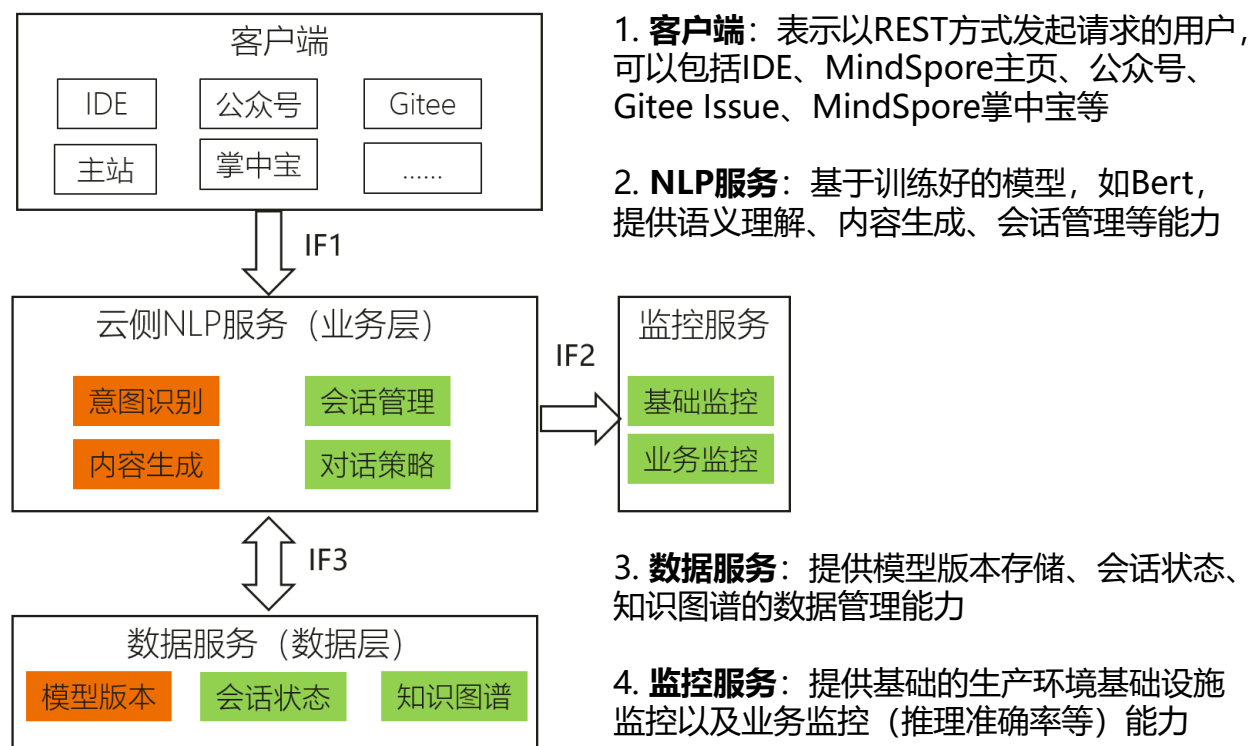 客户端
IDE
公众号
Gitee
主站
掌中宝
......
IF1
云侧NLP服务（业务层）
意图识别
会话管理
内容生成
对话策略
IF2
监控服务
基础监控
业务监控
IF3
数据服务（数据层）
模型版本
会话状态
知识图谱
1. 客户端：表示以REST方式发起请求的用户，
可以包括IDE、MindSpore主页、公众号、
Gitee Issue、MindSpore掌中宝等
2. NLP服务：基于训练好的模型，如Bert，
提供语义理解、内容生成、会话管理等能力
3. 数据服务：提供模型版本存储、会话状态、
知识图谱的数据管理能力
4. 监控服务：提供基础的生产环境基础设施
监控以及业务监控（推理准确率等）能力